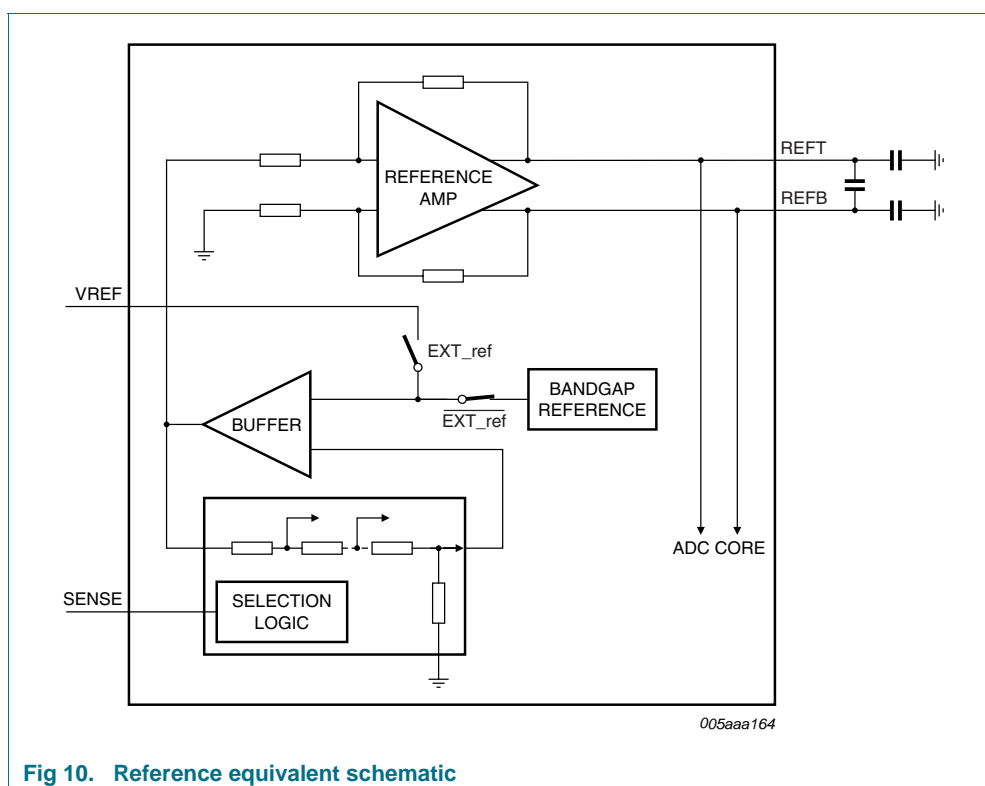 REFERENCE
AMP
REFT
REFB
VREF
EXT_ref
EXT_ref
BANDGAP
REFERENCE
BUFFER
ADC CORE
SENSE
SELECTION
LOGIC
005aaa164
Fig 10. Reference equivalent schematic